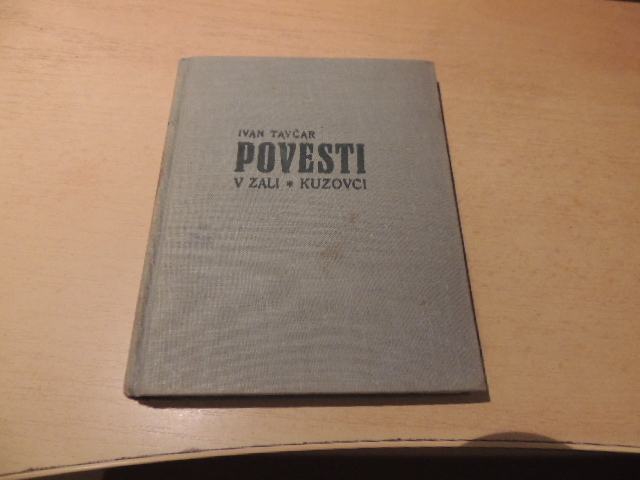 IVAN TAVČAR
POVESTI
V ZALI * KUZOVCI